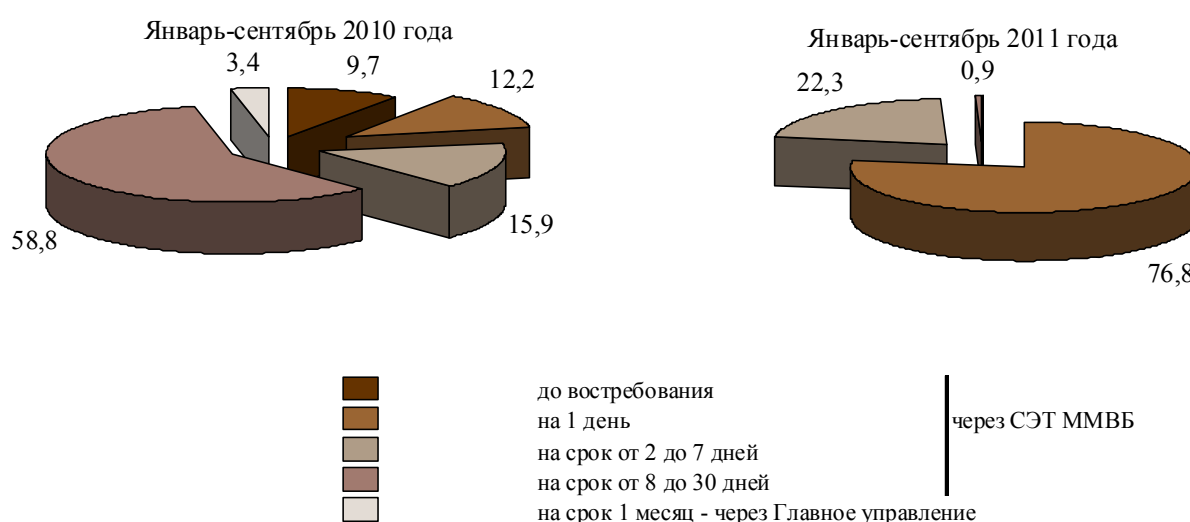 Январь-сентябрь 2010 года
Январь-сентябрь 2011 года
3,4
9,7
12,2
15,9
58,8
22,3
0,9
76,8
до востребования
на 1 день
через СЭТ ММВБ
на срок от 2 до 7 дней
на срок от 8 до 30 дней
на срок 1 месяц - через Главное управление